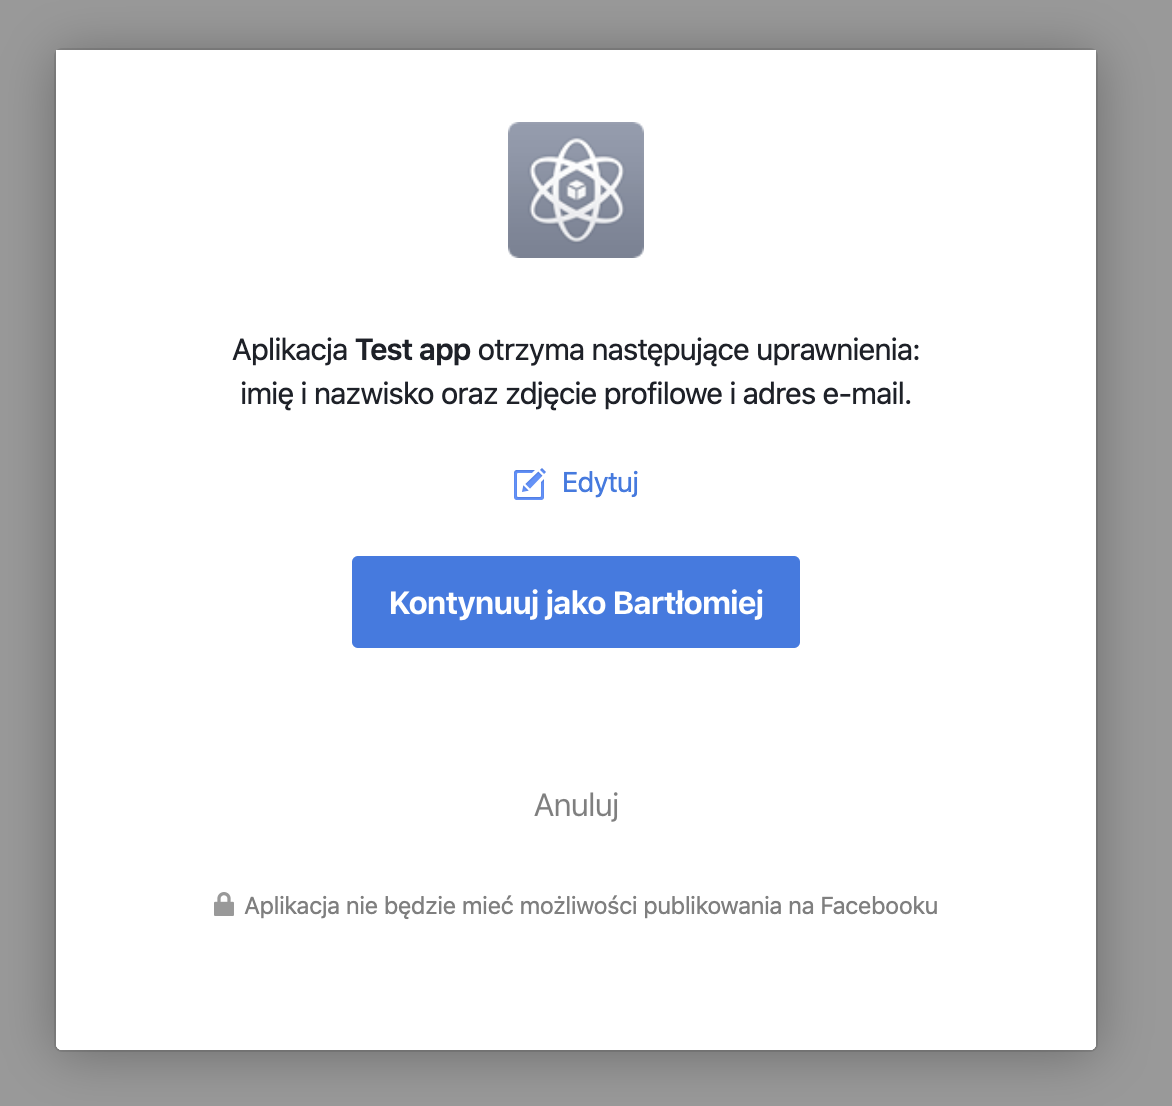 Aplikacja Test app otrzyma następujące uprawnienia:
imię i nazwisko oraz zdjęcie profilowe i adres e-mail.
Edytuj
Kontynuuj jako Bartłomiej
Anuluj
Aplikacja nie będzie mieć możliwości publikowania na Facebooku